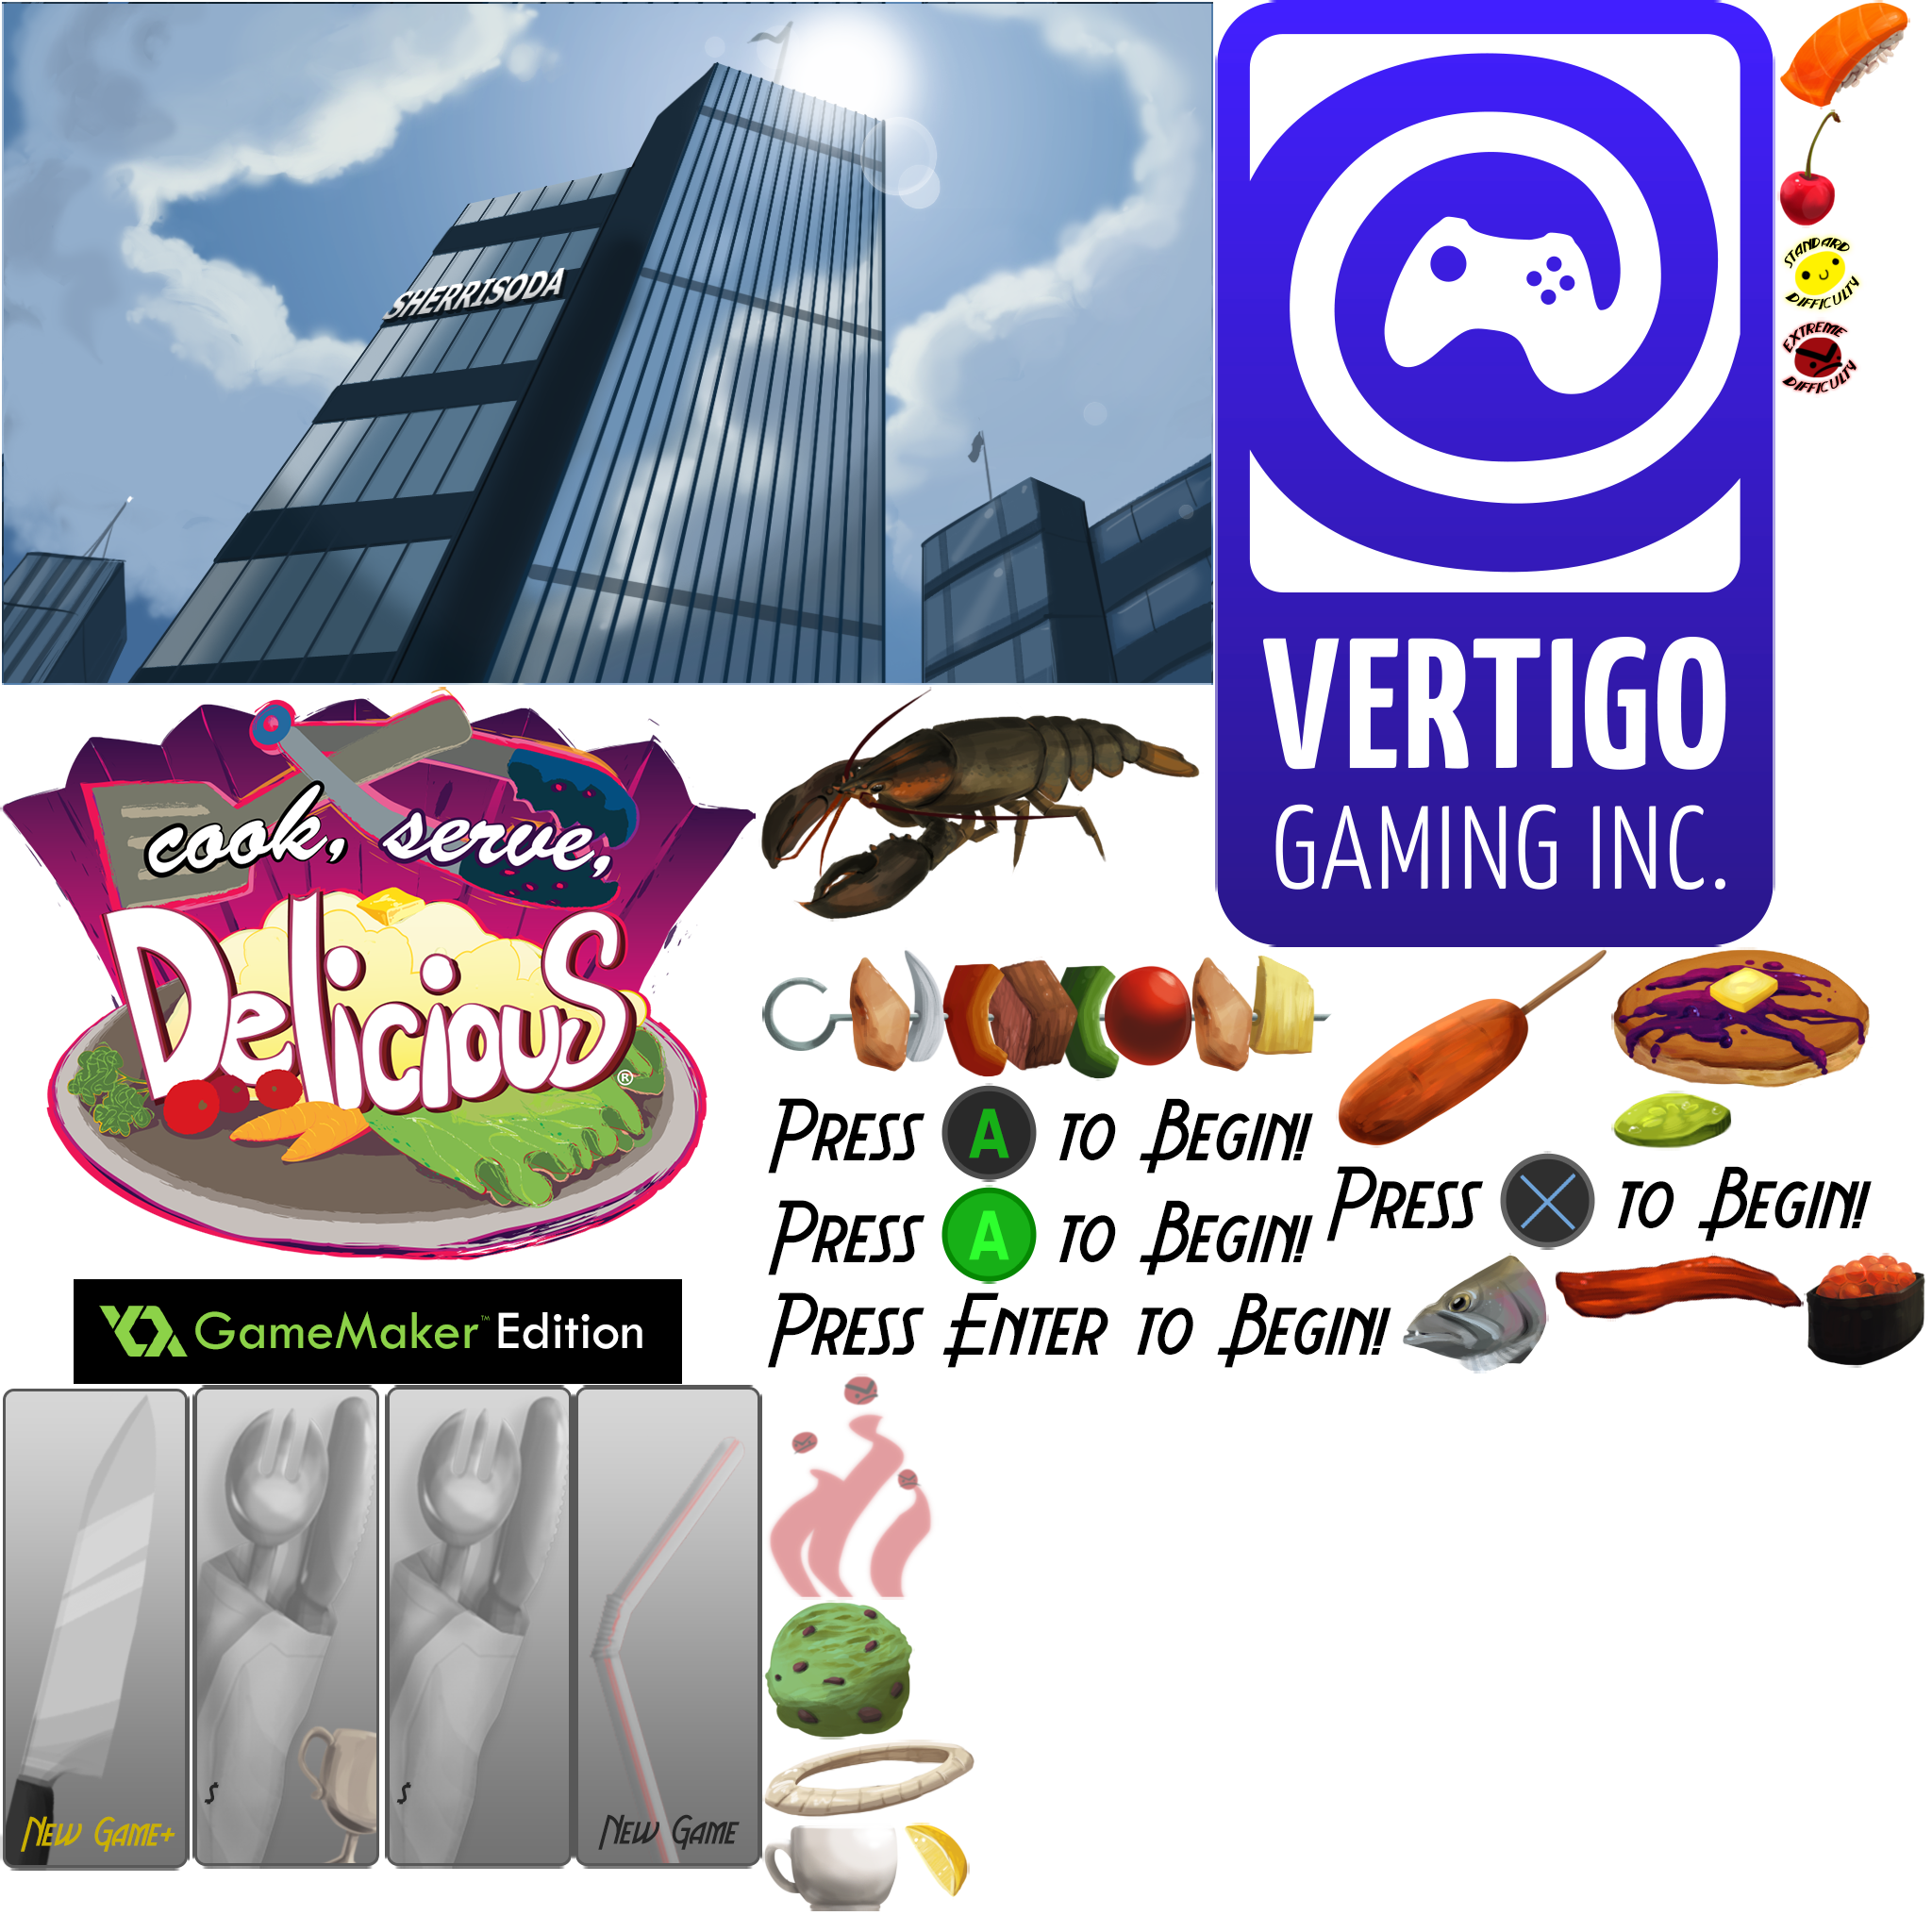 SHERRISODA
VERTIGO
GAMING INC.
STANDARD
DIFFICULTY
EXTREME
DIFFICULTY
cook, serve,
Delicious
®
GameMaker™ Edition
PRESS A TO BEGIN!
PRESS A TO BEGIN!
PRESS TO BEGIN!
PRESS ENTER TO BEGIN!
NEW GAME+
$
$
NEW GAME